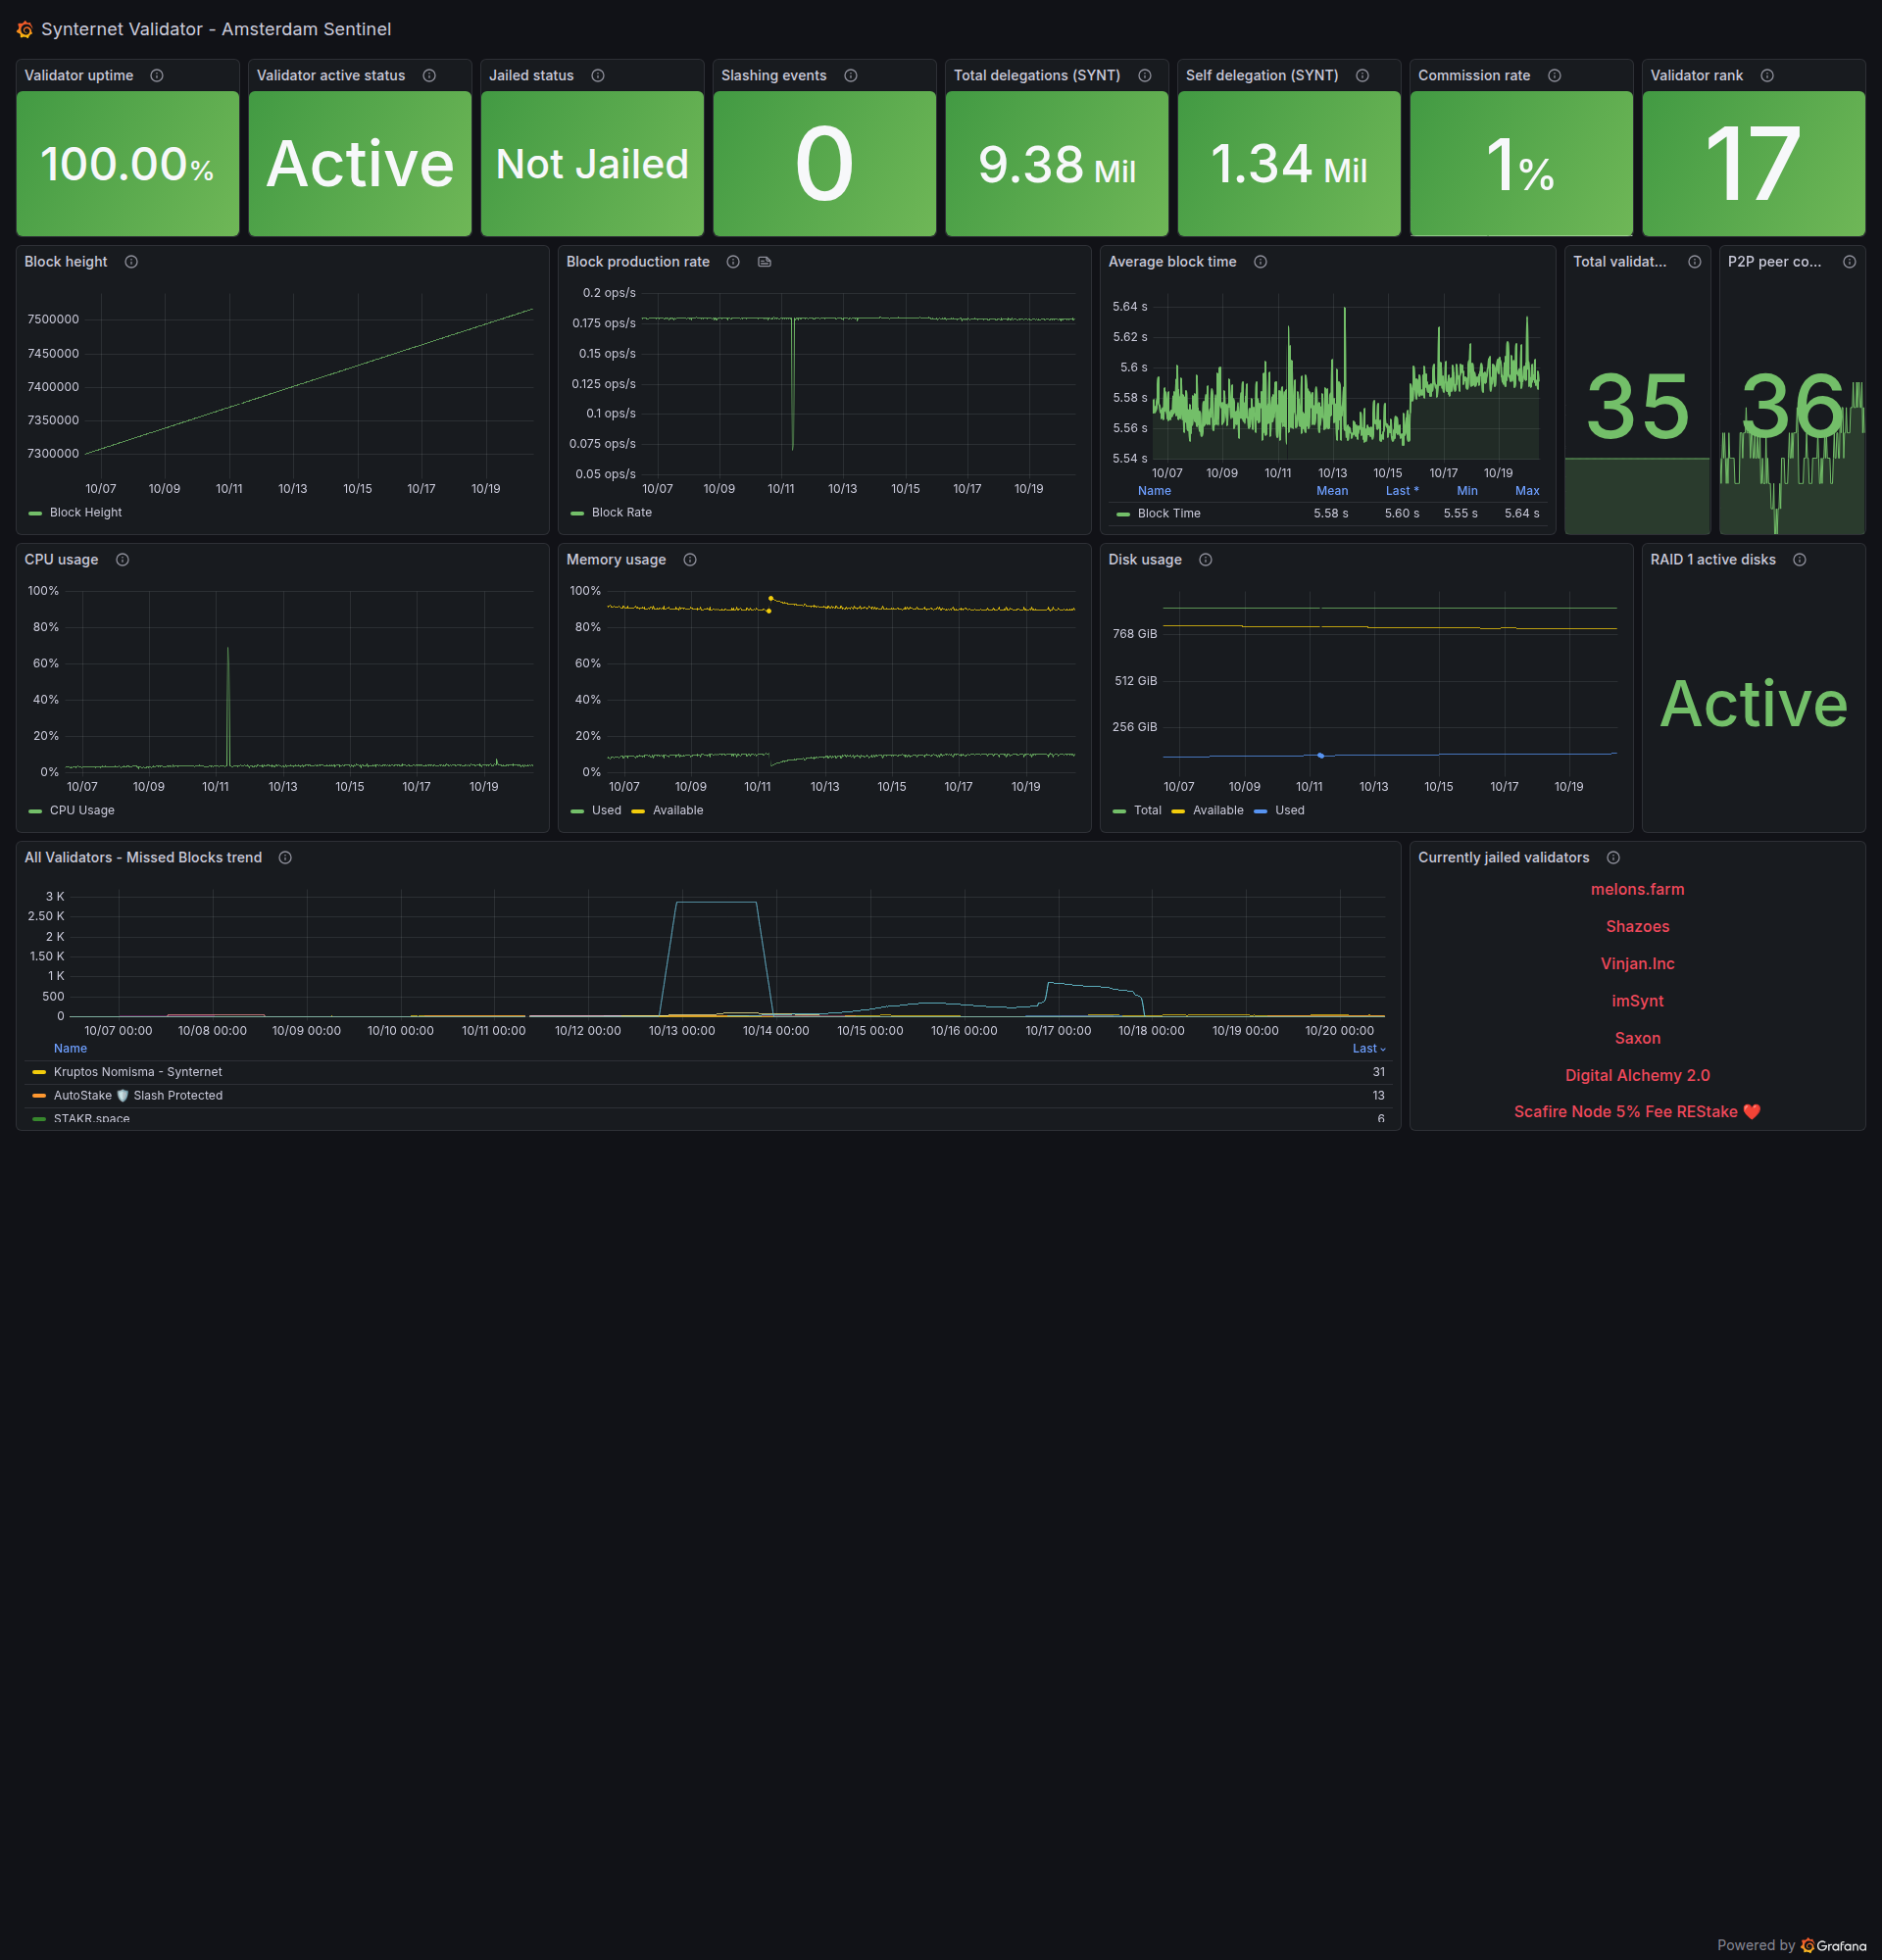 Synternet Validator - Amsterdam Sentinel
Validator uptime
100.00%
Validator active status
Active
Jailed status
Not Jailed
Slashing events
0
Total delegations (SYNT)
9.38 Mil
Self delegation (SYNT)
1.34 Mil
Commission rate
1%
Validator rank
17
Block height
7500000
7450000
7400000
7350000
7300000
10/07 10/09 10/11 10/13 10/15 10/17 10/19
Block Height
Block production rate
0.2 ops/s
0.175 ops/s
0.15 ops/s
0.125 ops/s
0.1 ops/s
0.075 ops/s
0.05 ops/s
10/07 10/09 10/11 10/13 10/15 10/17 10/19
Block Rate
Average block time
5.64 s
5.62 s
5.6 s
5.58 s
5.56 s
5.54 s
10/07 10/09 10/11 10/13 10/15 10/17 10/19
Name Mean Last * Min Max
Block TIme 5.58 s 5.60 s 5.55 s 5.64 s
Total validat...
35
P2P peer co...
36
CPU usage
100%
80%
60%
40%
20%
0%
10/07 10/09 10/11 10/13 10/15 10/17 10/19
CPU Usage
Memory usage
100%
80%
60%
40%
20%
0%
10/07 10/09 10/11 10/13 10/15 10/17 10/19
Used Available
Disk usage
768 GiB
512 GiB
256 GiB
10/07 10/09 10/11 10/13 10/15 10/17 10/19
Total Available Used
RAID 1 active disks
Active
All Validators - Missed Blocks trend
3 K
2.50 K
2 K
1.50 K
1 K
500
0
10/07 00:00 10/08 00:00 10/09 00:00 10/10 00:00 10/11 00:00 10/12 00:00 10/13 00:00 10/14 00:00 10/15 00:00 10/16 00:00 10/17 00:00 10/18 00:00 10/19 00:00 10/20 00:00
Name Last
Kruptos Nomisma - Synternet 31
AutoStake 🛡️ Slash Protected 13
STAKR.space 6
Currently jailed validators
melons.farm
Shazoes
Vinjan.Inc
imSynt
Saxon
Digital Alchemy 2.0
Scafire Node 5% Fee REStake ❤️
Powered by Grafana